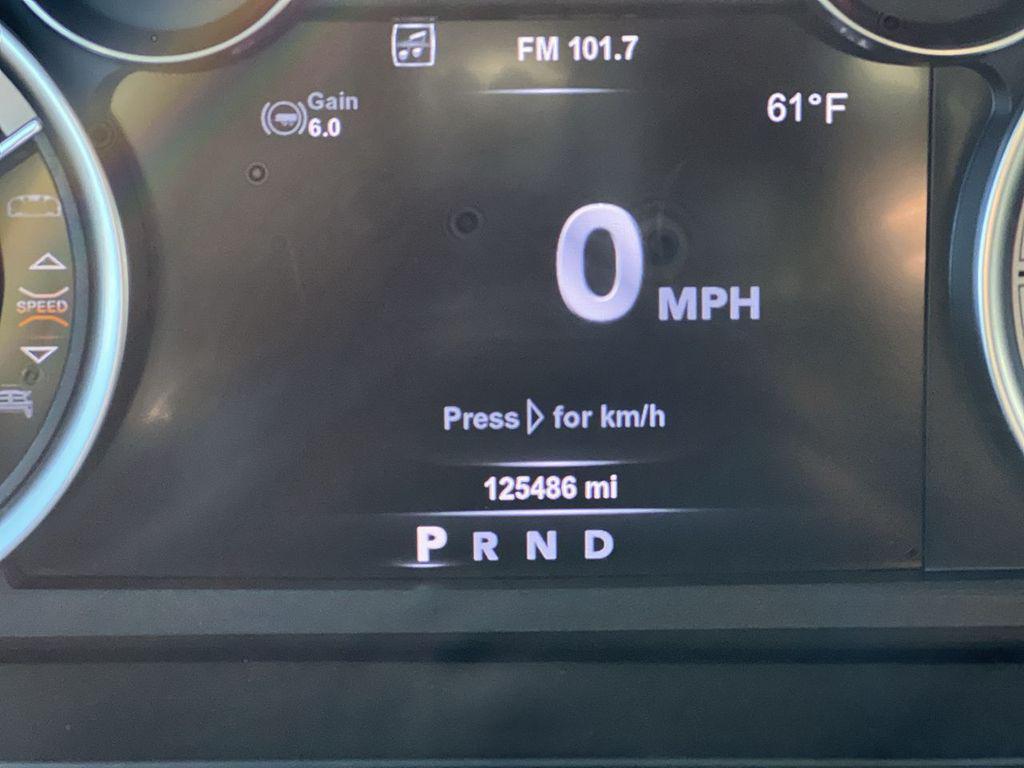 FM 101.7
Gain
6.0
61°F
0 MPH
SPEED
Press ▷ for km/h
125486 mi
P R N D